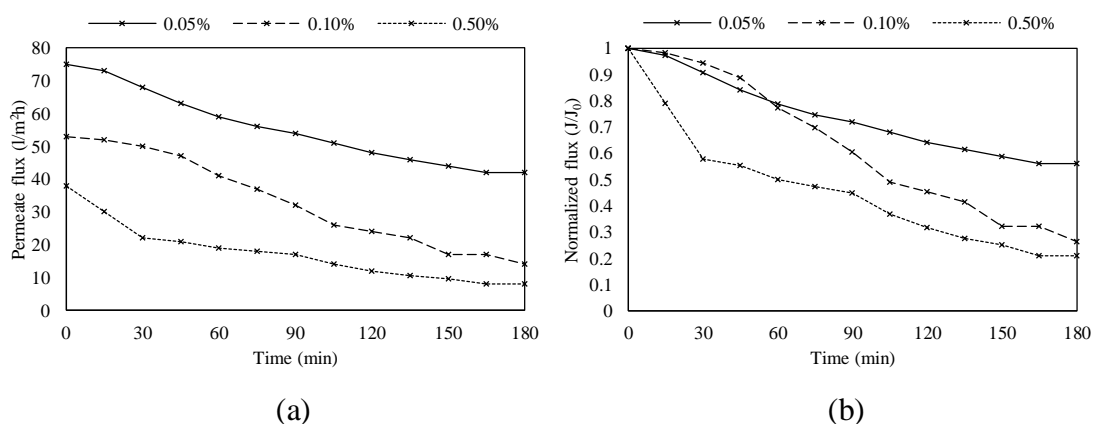 0.05% 0.10% 0.50%
80
70
60
50
40
30
20
10
0
Permeate flux (l/m²h)
0 30 60 90 120 150 180
Time (min)
(a)
0.05% 0.10% 0.50%
1
0.9
0.8
0.7
0.6
0.5
0.4
0.3
0.2
0.1
0
Normalized flux (J/J₀)
0 30 60 90 120 150 180
Time (min)
(b)